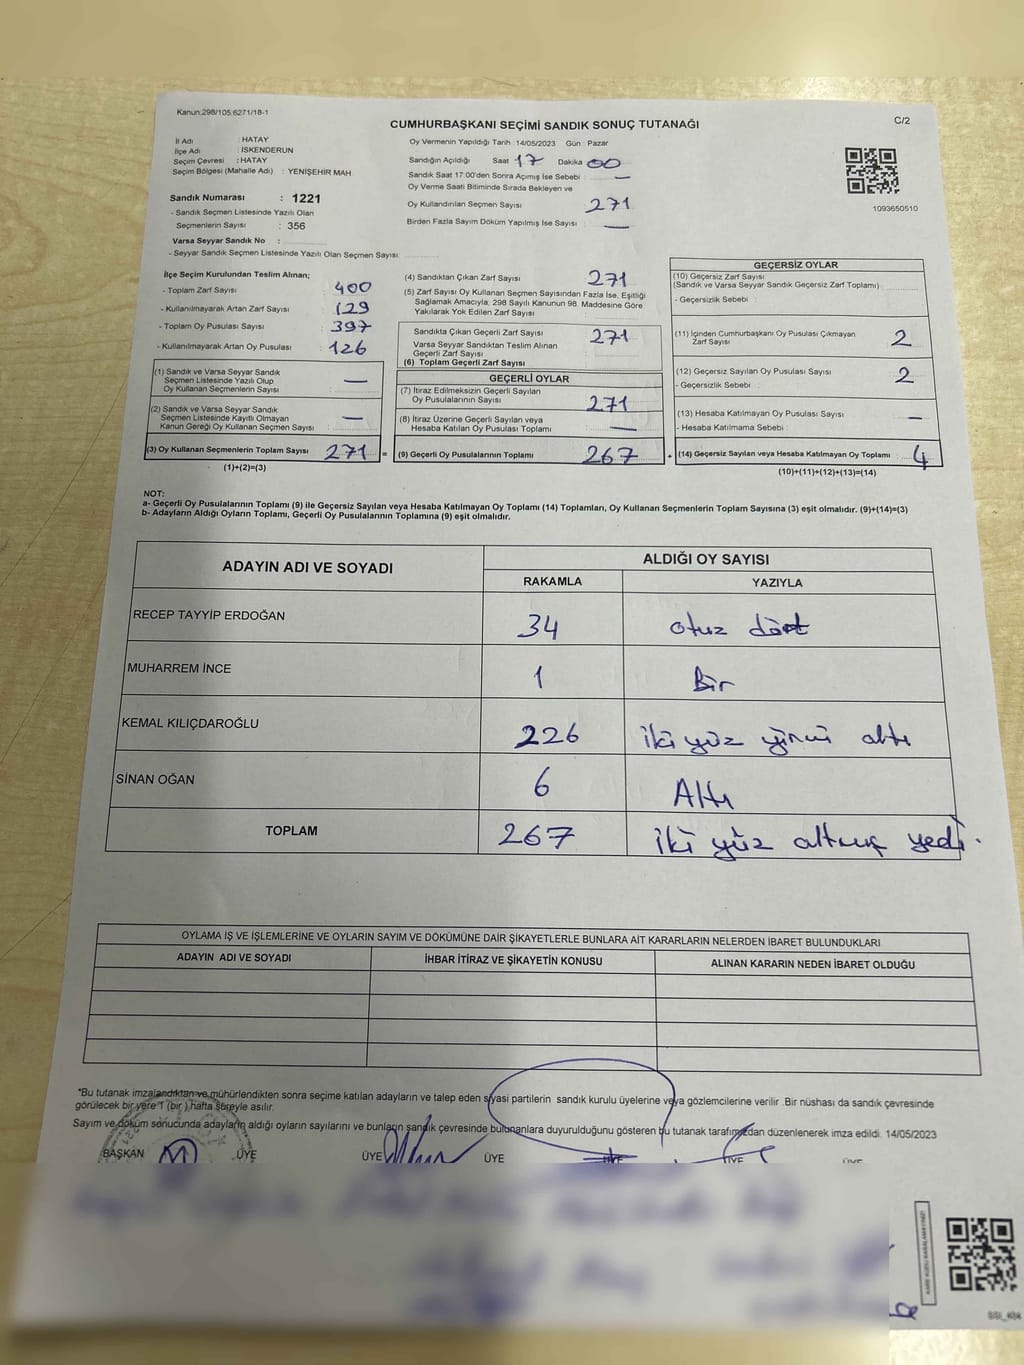 Kanun:298/105;6271/18-1
CUMHURBAŞKANI SEÇİMİ SANDIK SONUÇ TUTANAĞI
C/2
İl Adı : HATAY
İlçe Adı : İSKENDERUN
Seçim Çevresi : HATAY
Seçim Bölgesi (Mahalle Adı) : YENİŞEHİR MAH.
Sandık Numarası : 1221
- Sandık Seçmen Listesinde Yazılı Olan
Seçmenlerin Sayısı : 356
Varsa Seyyar Sandık No :
- Seyyar Sandık Seçmen Listesinde Yazılı Olan Seçmen Sayısı:
Oy Vermenin Yapıldığı Tarih :14/05/2023 Gün : Pazar
Sandığın Açıldığı Saat 17 Dakika 00
Sandık Saat 17:00'den Sonra Açımış İse Sebebi : —
Oy Verme Saati Bitiminde Sırada Bekleyen ve
Oy Kullandırılan Seçmen Sayısı : 271
Birden Fazla Sayım Döküm Yapılmış İse Sayısı : —
1093650510
İlçe Seçim Kurulundan Teslim Alınan;
- Toplam Zarf Sayısı : 400
- Kullanılmayarak Artan Zarf Sayısı : 129
- Toplam Oy Pusulası Sayısı : 397
- Kullanılmayarak Artan Oy Pusulası : 126
(1) Sandık ve Varsa Seyyar Sandık
Seçmen Listesinde Yazılı Olup
Oy Kullanan Seçmenlerin Sayısı : —
(2) Sandık ve Varsa Seyyar Sandık
Seçmen Listesinde Kayıtlı Olmayan
Kanun Gereği Oy Kullanan Seçmen Sayısı : —
(3) Oy Kullanan Seçmenlerin Toplam Sayısı : 271 =
(1)+(2)=(3)
(4) Sandıktan Çıkan Zarf Sayısı : 271
(5) Zarf Sayısı Oy Kullanan Seçmen Sayısından Fazla İse, Eşitliği
Sağlamak Amacıyla; 298 Sayılı Kanunun 98. Maddesine Göre
Yakılarak Yok Edilen Zarf Sayısı :
Sandıkta Çıkan Geçerli Zarf Sayısı : 271
Varsa Seyyar Sandıktan Teslim Alınan
Geçerli Zarf Sayısı
(6) Toplam Geçerli Zarf Sayısı :
GEÇERLİ OYLAR
(7) İtiraz Edilmeksizin Geçerli Sayılan
Oy Pusulalarının Sayısı : 271
(8) İtiraz Üzerine Geçerli Sayılan veya
Hesaba Katılan Oy Pusulası Toplamı : —
(9) Geçerli Oy Pusulalarının Toplamı : 267 +
GEÇERSİZ OYLAR
(10) Geçersiz Zarf Sayısı
(Sandık ve Varsa Seyyar Sandık Geçersiz Zarf Toplamı) :
- Geçersizlik Sebebi :
(11) İçinden Cumhurbaşkanı Oy Pusulası Çıkmayan
Zarf Sayısı : 2
(12) Geçersiz Sayılan Oy Pusulası Sayısı : 2
- Geçersizlik Sebebi :
(13) Hesaba Katılmayan Oy Pusulası Sayısı : —
- Hesaba Katılmama Sebebi :
(14) Geçersiz Sayılan veya Hesaba Katılmayan Oy Toplamı : 4
(10)+(11)+(12)+(13)=(14)
NOT:
a- Geçerli Oy Pusulalarının Toplamı (9) ile Geçersiz Sayılan veya Hesaba Katılmayan Oy Toplamı (14) Toplamları, Oy Kullanan Seçmenlerin Toplam Sayısına (3) eşit olmalıdır. (9)+(14)=(3)
b- Adayların Aldığı Oyların Toplamı, Geçerli Oy Pusulalarının Toplamına (9) eşit olmalıdır.
ADAYIN ADI VE SOYADI
ALDIĞI OY SAYISI
RAKAMLA YAZIYLA
RECEP TAYYİP ERDOĞAN 34 otuz dört
MUHARREM İNCE 1 Bir
KEMAL KILIÇDAROĞLU 226 iki yüz yirmi altı
SİNAN OĞAN 6 Altı
TOPLAM 267 iki yüz altmış yedi.
OYLAMA İŞ VE İŞLEMLERİNE VE OYLARIN SAYIM VE DÖKÜMÜNE DAİR ŞİKAYETLERLE BUNLARA AİT KARARLARIN NELERDEN İBARET BULUNDUKLARI
ADAYIN ADI VE SOYADI İHBAR İTİRAZ VE ŞİKAYETİN KONUSU ALINAN KARARIN NEDEN İBARET OLDUĞU
*Bu tutanak imzalandıktan ve mühürlendikten sonra seçime katılan adayların ve talep eden siyasi partilerin sandık kurulu üyelerine veya gözlemcilerine verilir .Bir nüshası da sandık çevresinde
görülecek bir yere 1 (bir ) hafta süreyle asılır.
Sayım ve döküm sonucunda adayların aldığı oyların sayılarını ve bunların sandık çevresinde bulunanlara duyurulduğunu gösteren bu tutanak tarafımızdan düzenlenerek imza edildi. 14/05/2023
BAŞKAN ÜYE ÜYE ÜYE ÜYE ÜYE ÜYE